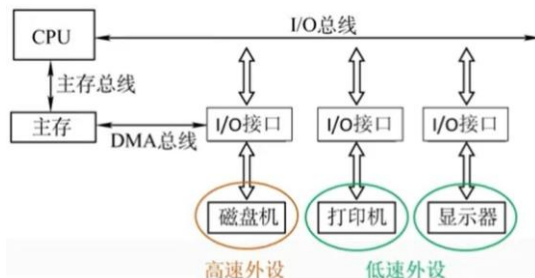 CPU
I/O总线
主存总线
主存
DMA总线
I/O接口
I/O接口
I/O接口
磁盘机
打印机
显示器
高速外设
低速外设